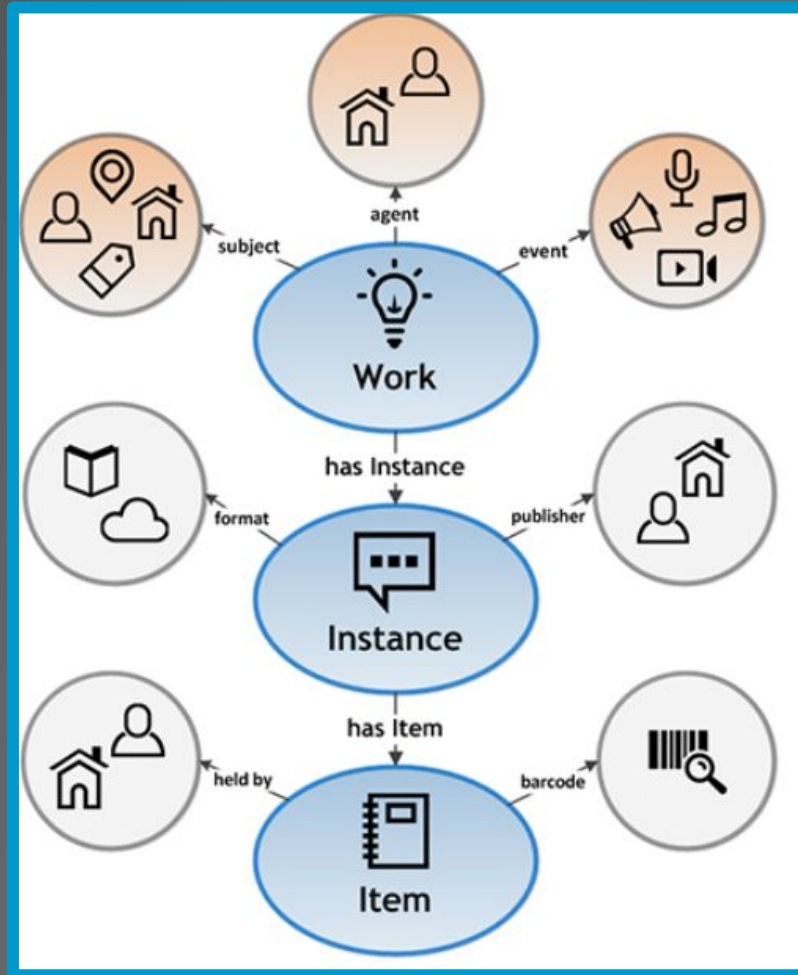 agent
subject
event
Work
has Instance
format
publisher
Instance
has Item
held by
barcode
Item